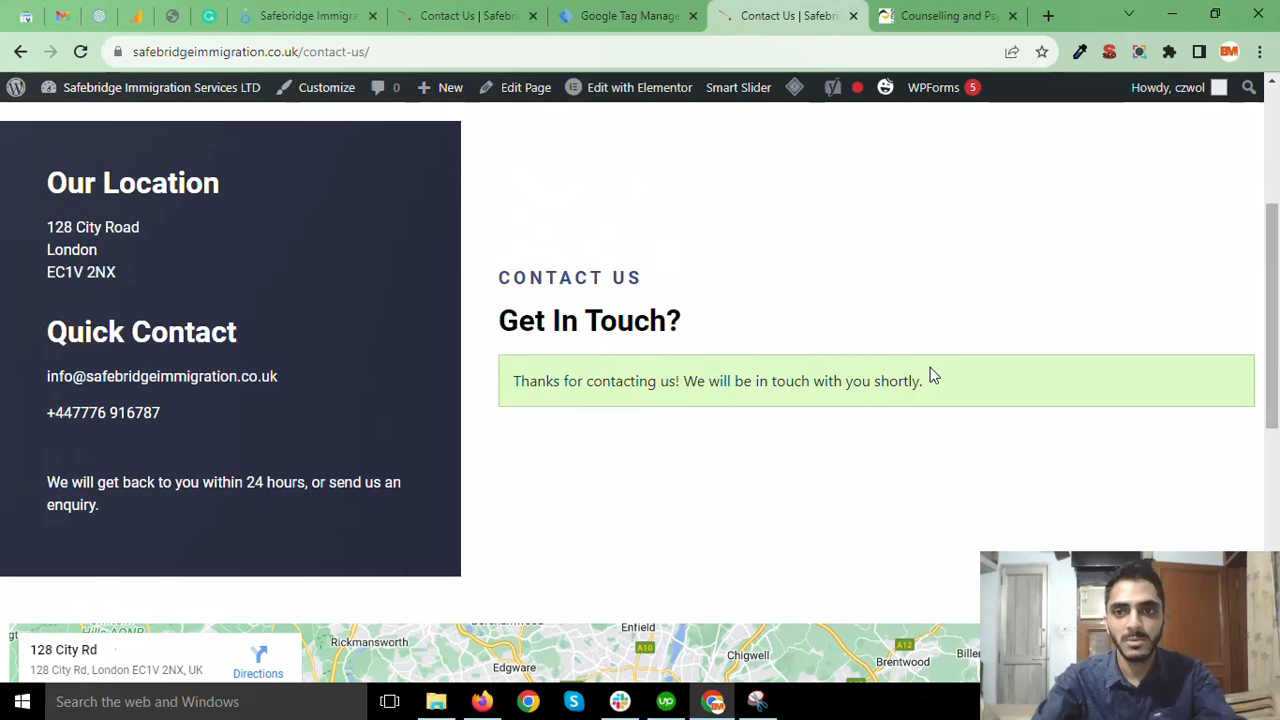 Safebridge Immigra
Contact Us | Safebri
Google Tag Manage
Contact Us | Safebri
Counselling and Psy
safebridgeimmigration.co.uk/contact-us/
BM
Safebridge Immigration Services LTD
Customize
0
New
Edit Page
Edit with Elementor
Smart Slider
WPForms 5
Howdy, czwol
Our Location
128 City Road
London
EC1V 2NX
Quick Contact
info@safebridgeimmigration.co.uk
+447776 916787
We will get back to you within 24 hours, or send us an
enquiry.
CONTACT US
Get In Touch?
Thanks for contacting us! We will be in touch with you shortly.
128 City Rd
128 City Rd, London EC1V 2NX, UK
Directions
Rickmansworth
Edgware
Enfield
A10
Chigwell
A12
Brentwood
Search the web and Windows